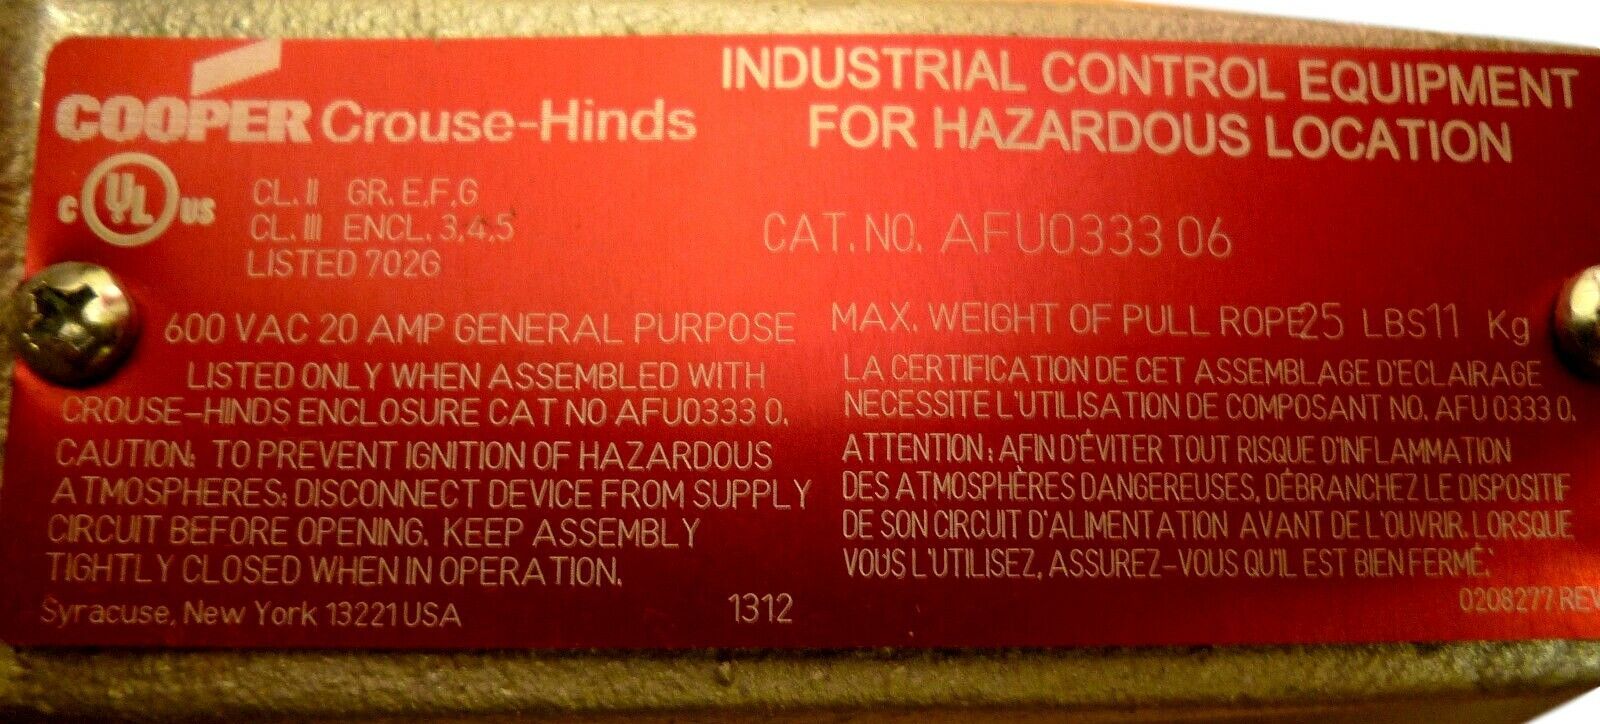 COOPER Crouse-Hinds
INDUSTRIAL CONTROL EQUIPMENT
FOR HAZARDOUS LOCATION
C UL US
CL. II GR. E,F,G
CL. III ENCL. 3,4,5
LISTED 702G
CAT. NO. AFU0333 06
600 VAC 20 AMP GENERAL PURPOSE
LISTED ONLY WHEN ASSEMBLED WITH
CROUSE-HINDS ENCLOSURE CAT NO AFU0333 0.
CAUTION: TO PREVENT IGNITION OF HAZARDOUS
ATMOSPHERES: DISCONNECT DEVICE FROM SUPPLY
CIRCUIT BEFORE OPENING. KEEP ASSEMBLY
TIGHTLY CLOSED WHEN IN OPERATION.
Syracuse, New York 13221 USA
1312
MAX. WEIGHT OF PULL ROPE 25 LBS 11 Kg
LA CERTIFICATION DE CET ASSEMBLAGE D'ECLAIRAGE
NECESSITE L'UTILISATION DE COMPOSANT NO. AFU 0333 0.
ATTENTION: AFIN D'ÉVITER TOUT RISQUE D'INFLAMMATION
DES ATMOSPHÈRES DANGEREUSES, DÉBRANCHEZ LE DISPOSITIF
DE SON CIRCUIT D'ALIMENTATION AVANT DE L'OUVRIR. LORSQUE
VOUS L'UTILISEZ, ASSUREZ-VOUS QU'IL EST BIEN FERMÉ.
0208277 REV